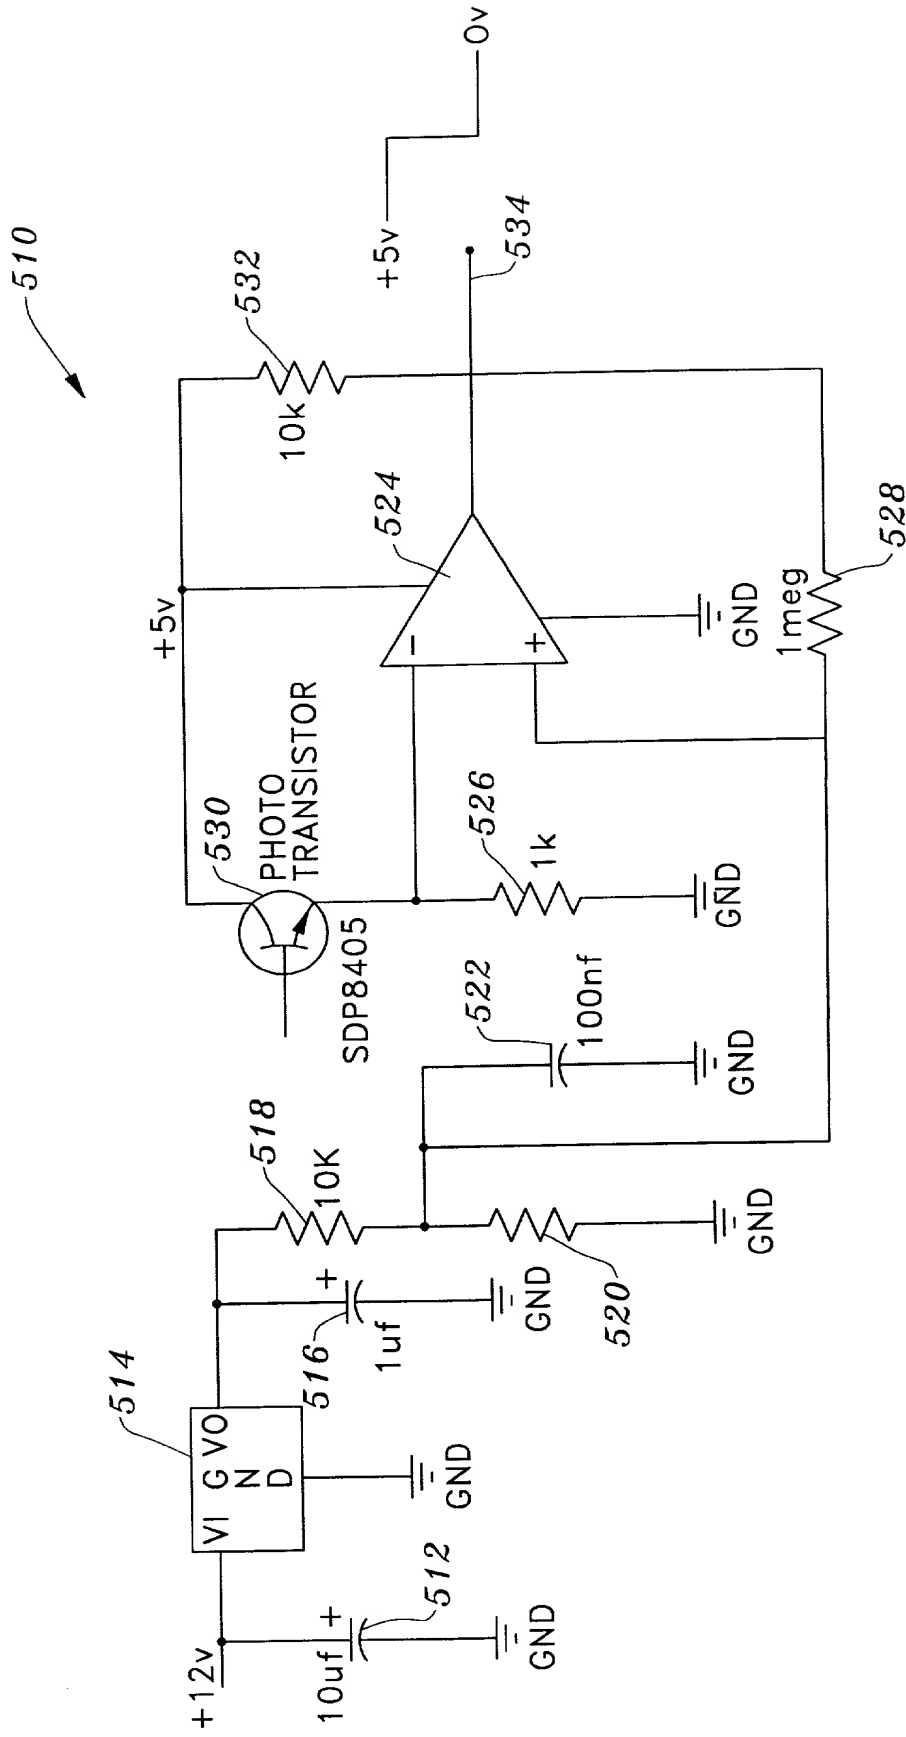 510
+12v
10uf
+
512
GND
514
VI
GND
VO
GND
516
+
1uf
GND
518
10K
520
GND
522
100nf
GND
530
PHOTO
TRANSISTOR
SDP8405
526
1k
GND
+5v
524
-
+
GND
532
10k
1meg
528
534
+5v
0v